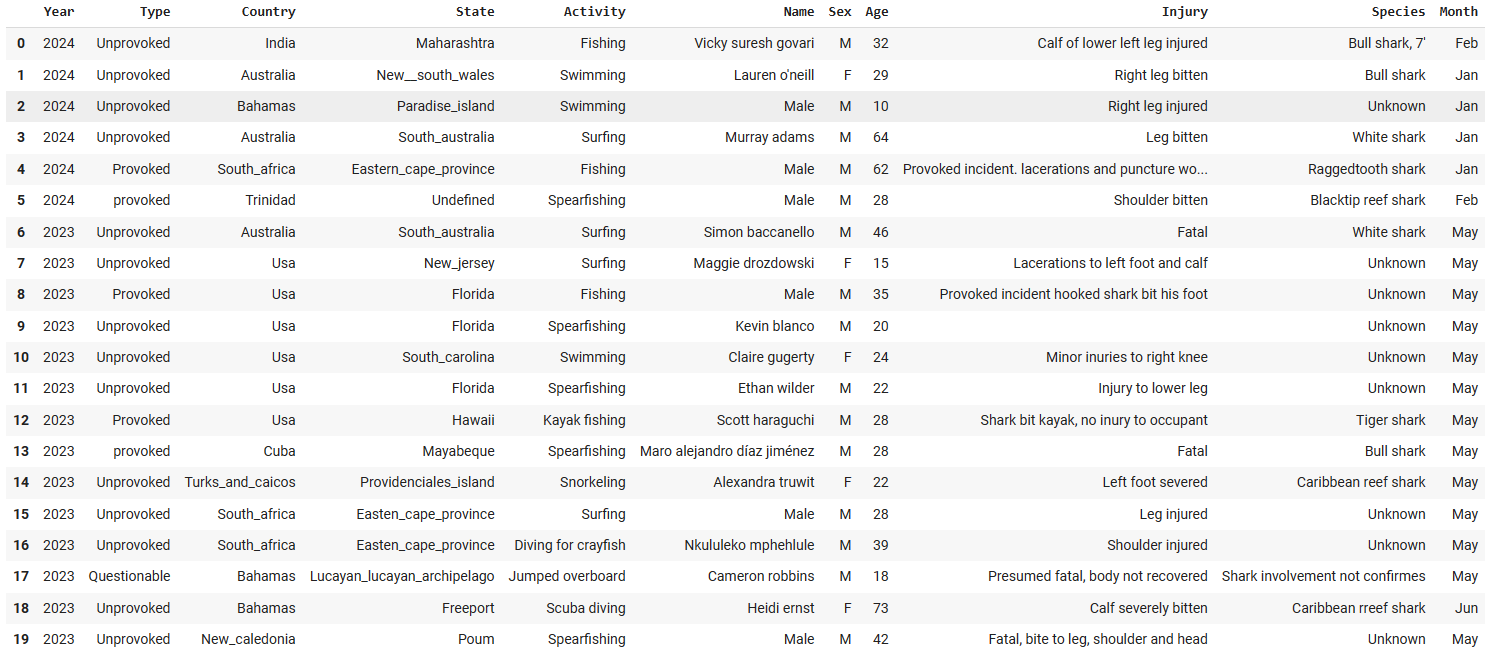 Year Type Country State Activity Name Sex Age Injury Species Month
0 2024 Unprovoked India Maharashtra Fishing Vicky suresh govari M 32 Calf of lower left leg injured Bull shark, 7' Feb
1 2024 Unprovoked Australia New__south_wales Swimming Lauren o'neill F 29 Right leg bitten Bull shark Jan
2 2024 Unprovoked Bahamas Paradise_island Swimming Male M 10 Right leg injured Unknown Jan
3 2024 Unprovoked Australia South_australia Surfing Murray adams M 64 Leg bitten White shark Jan
4 2024 Provoked South_africa Eastern_cape_province Fishing Male M 62 Provoked incident. lacerations and puncture wo... Raggedtooth shark Jan
5 2024 provoked Trinidad Undefined Spearfishing Male M 28 Shoulder bitten Blacktip reef shark Feb
6 2023 Unprovoked Australia South_australia Surfing Simon baccanello M 46 Fatal White shark May
7 2023 Unprovoked Usa New_jersey Surfing Maggie drozdowski F 15 Lacerations to left foot and calf Unknown May
8 2023 Provoked Usa Florida Fishing Male M 35 Provoked incident hooked shark bit his foot Unknown May
9 2023 Unprovoked Usa Florida Spearfishing Kevin blanco M 20 Unknown May
10 2023 Unprovoked Usa South_carolina Swimming Claire gugerty F 24 Minor inuries to right knee Unknown May
11 2023 Unprovoked Usa Florida Spearfishing Ethan wilder M 22 Injury to lower leg Unknown May
12 2023 Provoked Usa Hawaii Kayak fishing Scott haraguchi M 28 Shark bit kayak, no inury to occupant Tiger shark May
13 2023 provoked Cuba Mayabeque Spearfishing Maro alejandro díaz jiménez M 28 Fatal Bull shark May
14 2023 Unprovoked Turks_and_caicos Providenciales_island Snorkeling Alexandra truwit F 22 Left foot severed Caribbean reef shark May
15 2023 Unprovoked South_africa Easten_cape_province Surfing Male M 28 Leg injured Unknown May
16 2023 Unprovoked South_africa Easten_cape_province Diving for crayfish Nkululeko mphehlule M 39 Shoulder injured Unknown May
17 2023 Questionable Bahamas Lucayan_lucayan_archipelago Jumped overboard Cameron robbins M 18 Presumed fatal, body not recovered Shark involvement not confirmes May
18 2023 Unprovoked Bahamas Freeport Scuba diving Heidi ernst F 73 Calf severely bitten Caribbean rreef shark Jun
19 2023 Unprovoked New_caledonia Poum Spearfishing Male M 42 Fatal, bite to leg, shoulder and head Unknown May